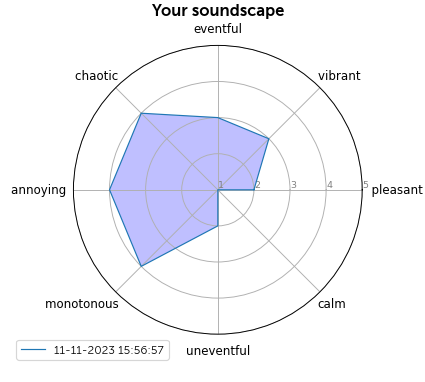 Your soundscape
eventful
chaotic
vibrant
annoying
1
2
3
4
5
pleasant
monotonous
calm
uneventful
11-11-2023 15:56:57